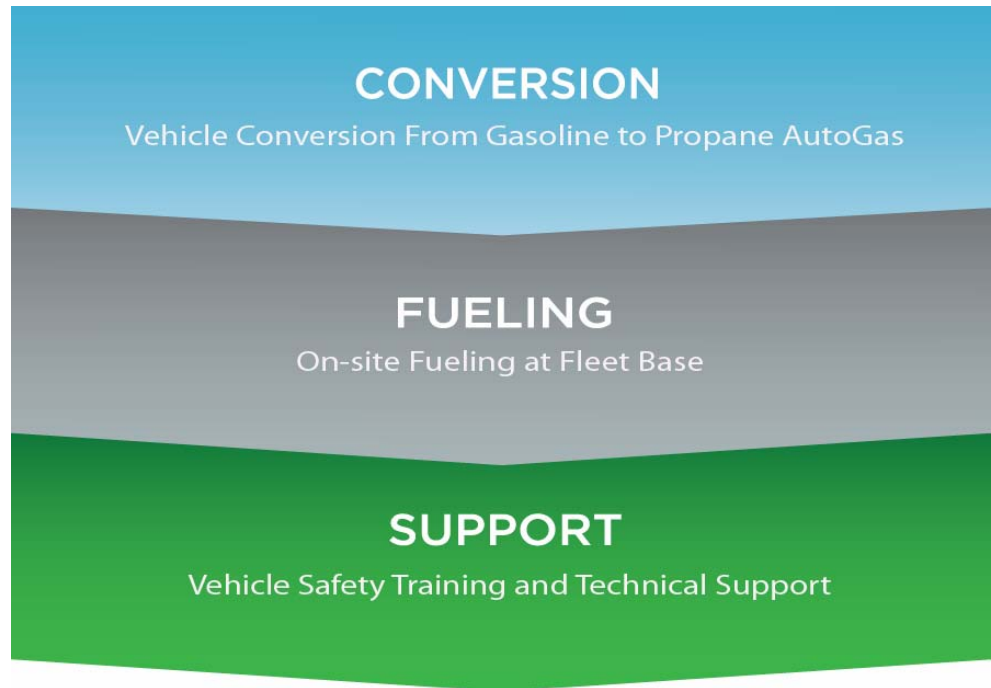 CONVERSION
Vehicle Conversion From Gasoline to Propane AutoGas
FUELING
On-site Fueling at Fleet Base
SUPPORT
Vehicle Safety Training and Technical Support